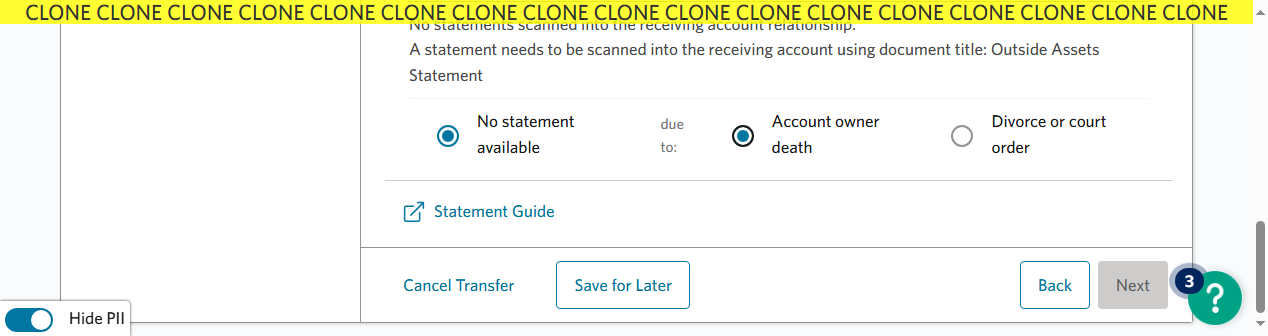 CLONE CLONE CLONE CLONE CLONE CLONE CLONE CLONE CLONE CLONE CLONE CLONE CLONE CLONE CLONE CLONE CLONE
No statements scanned into the receiving account relationship.
A statement needs to be scanned into the receiving account using document title: Outside Assets
Statement
No statement
available
due
to:
Account owner
death
Divorce or court
order
Statement Guide
Cancel Transfer
Save for Later
Back
Next
3
?
Hide PII